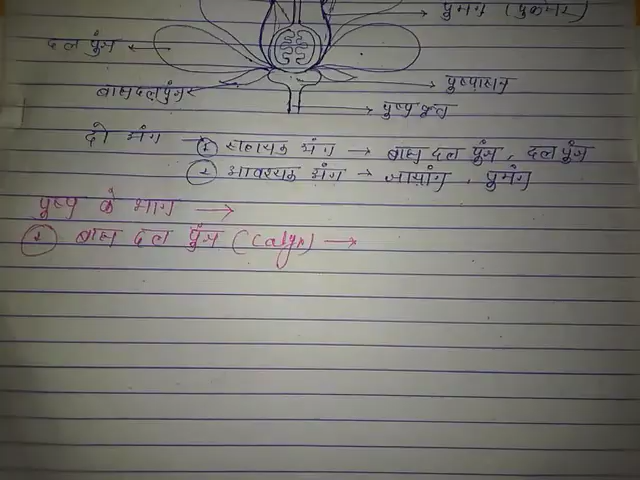 पुमंग (पुंकेसर)
दल पुंज
पुष्पासन
बाह्यदलपुंज
पुष्प वृन्त
दो अंग → ① सहायक अंग → बाह्य दल पुंज , दल पुंज
② आवश्यक अंग → जायांग , पुमंग
पुष्प के भाग →
① बाह्य दल पुंज (Calyx) →